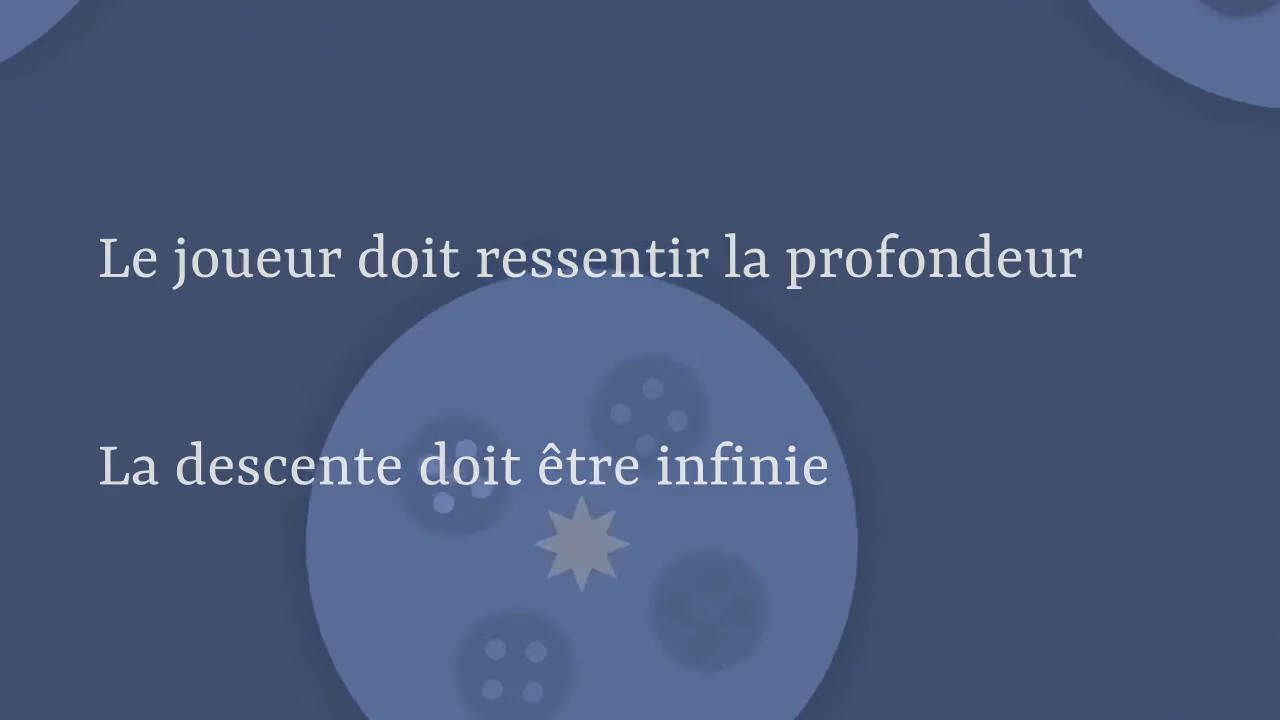 Le joueur doit ressentir la profondeur
La descente doit être infinie